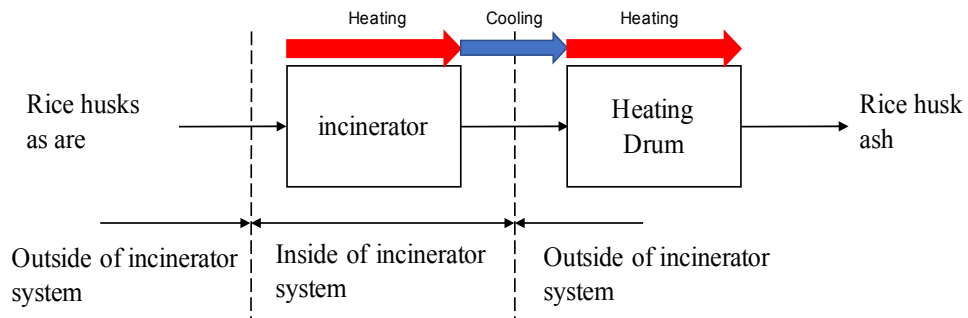 Heating
Cooling
Heating
Rice husks
as are
incinerator
Heating
Drum
Rice husk
ash
Outside of incinerator
system
Inside of incinerator
system
Outside of incinerator
system